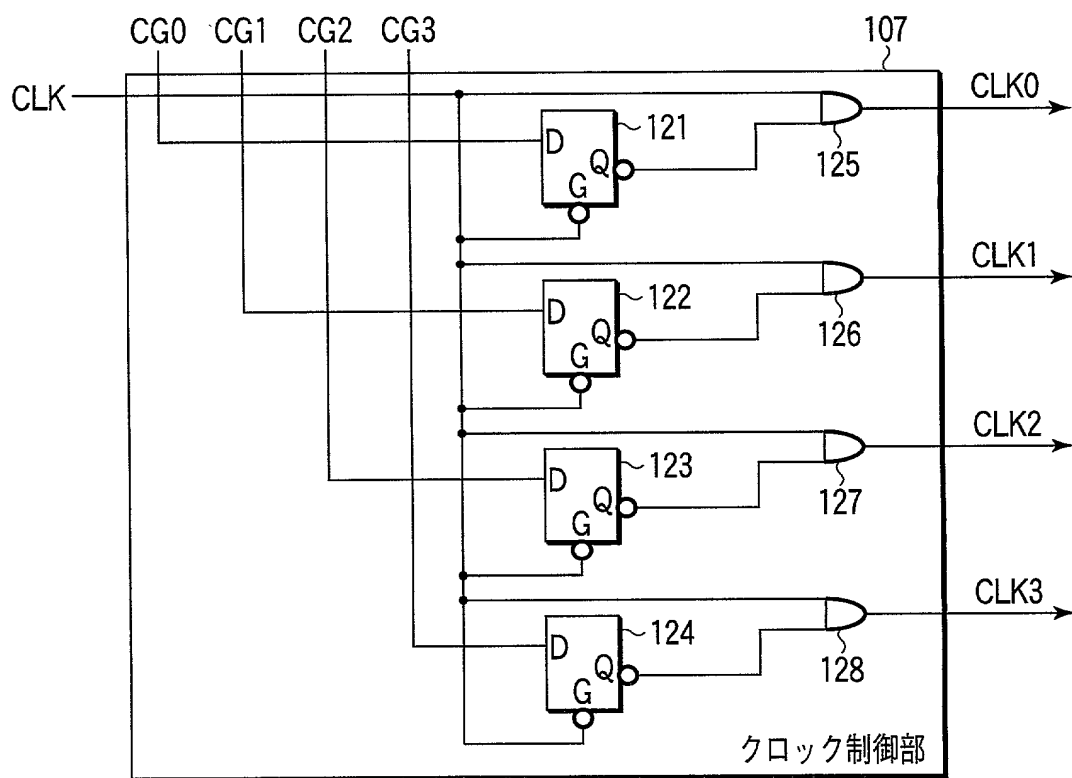 CG0 CG1 CG2 CG3 107
CLK CLK0
D 121
Q
G
125
CLK1
D 122
Q
G
126
CLK2
D 123
Q
G
127
CLK3
D 124
Q
G
128
クロック制御部